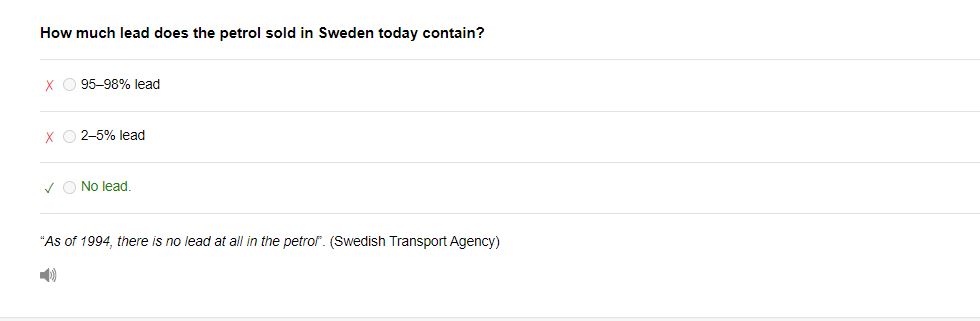 How much lead does the petrol sold in Sweden today contain?
✗ 95–98% lead
✗ 2–5% lead
✓ No lead.
“As of 1994, there is no lead at all in the petrol”. (Swedish Transport Agency)